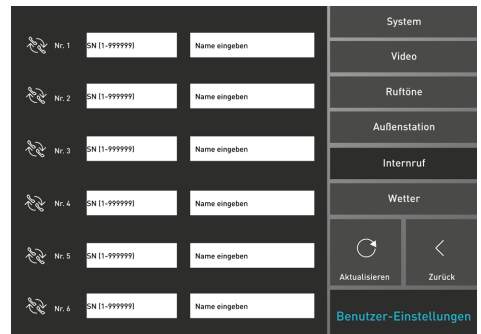 Nr. 1 SN (1-999999) Name eingeben
Nr. 2 SN (1-999999) Name eingeben
Nr. 3 SN (1-999999) Name eingeben
Nr. 4 SN (1-999999) Name eingeben
Nr. 5 SN (1-999999) Name eingeben
Nr. 6 SN (1-999999) Name eingeben
System
Video
Ruftöne
Außenstation
Internruf
Wetter
Aktualisieren Zurück
Benutzer-Einstellungen